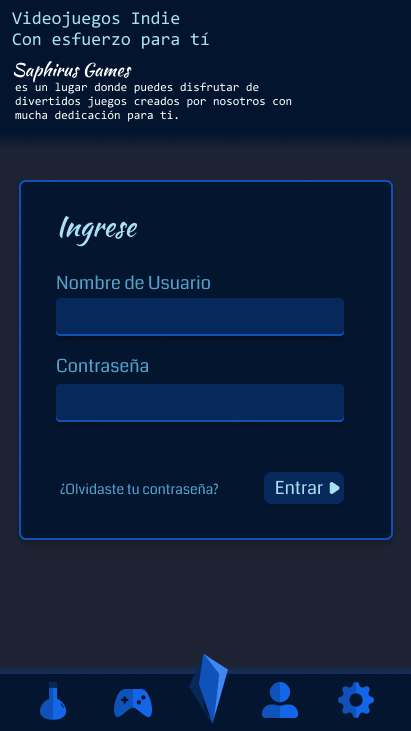 Videojuegos Indie
Con esfuerzo para tí
Saphirus Games
es un lugar donde puedes disfrutar de
divertidos juegos creados por nosotros con
mucha dedicación para ti.
Ingrese
Nombre de Usuario
Contraseña
¿Olvidaste tu contraseña?
Entrar